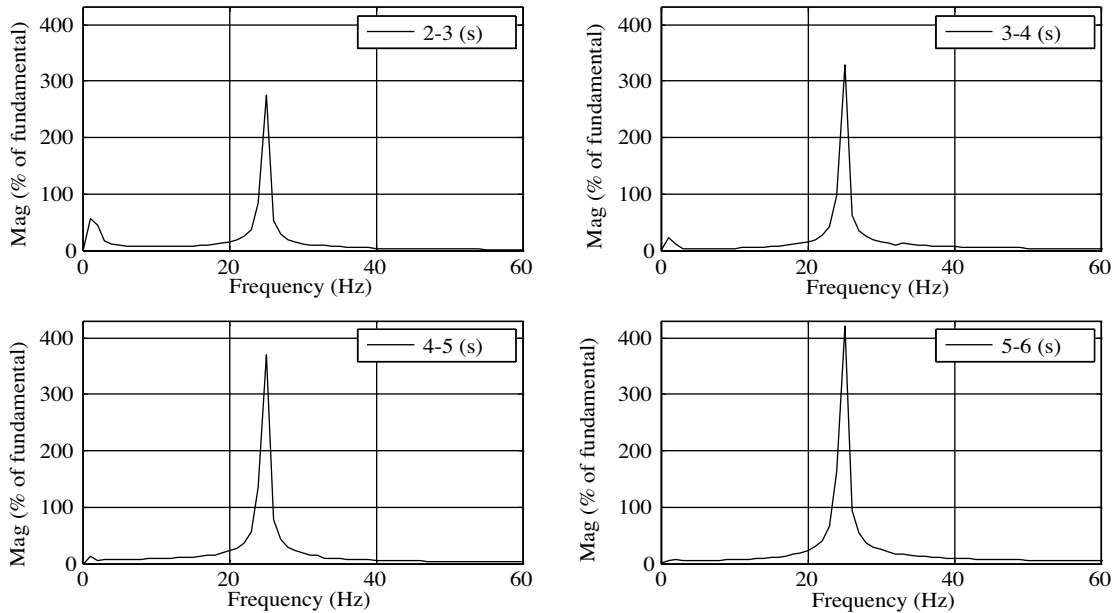 400
300
200
100
0
Mag (% of fundamental)
2-3 (s)
0 20 40 60
Frequency (Hz)
400
300
200
100
0
Mag (% of fundamental)
3-4 (s)
0 20 40 60
Frequency (Hz)
400
300
200
100
0
Mag (% of fundamental)
4-5 (s)
0 20 40 60
Frequency (Hz)
400
300
200
100
0
Mag (% of fundamental)
5-6 (s)
0 20 40 60
Frequency (Hz)